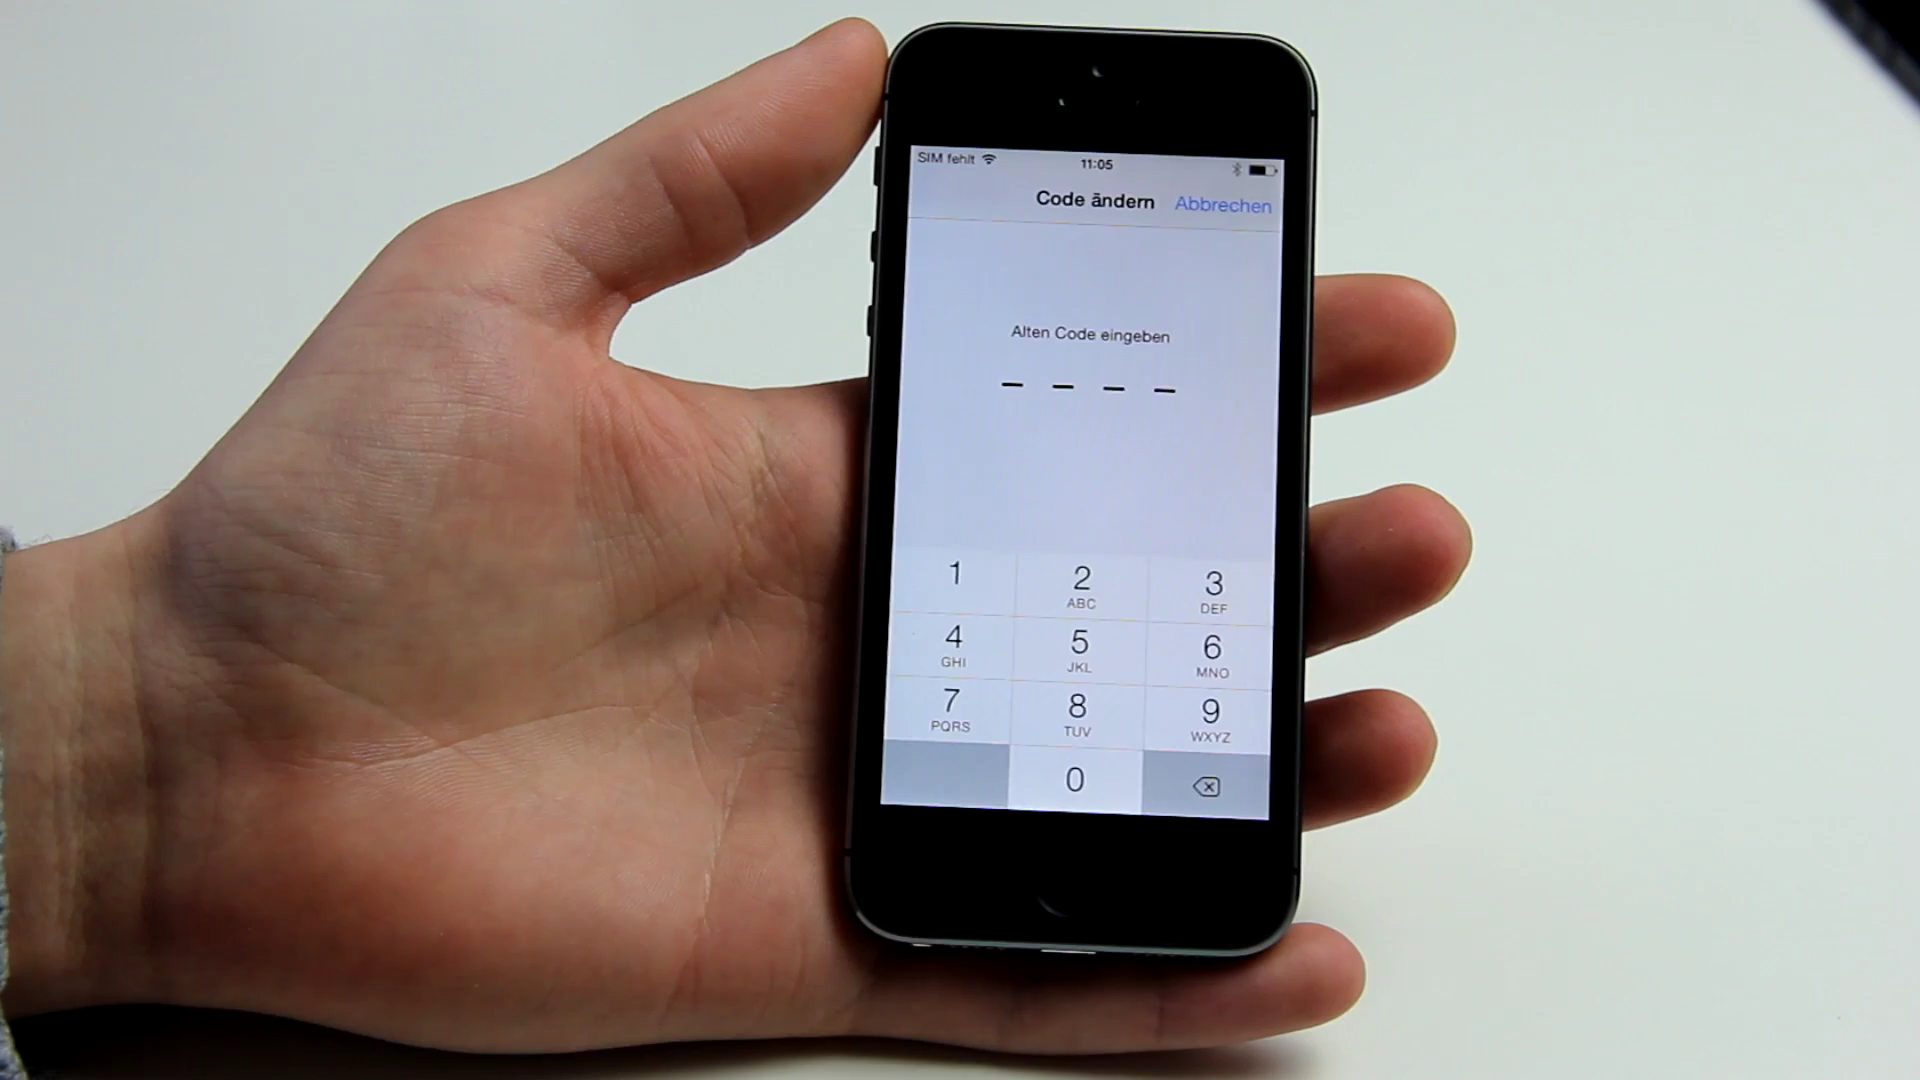 SIM fehlt 11:05
Code ändern Abbrechen
Alten Code eingeben
1 2 3
ABC DEF
4 5 6
GHI JKL MNO
7 8 9
PQRS TUV WXYZ
0